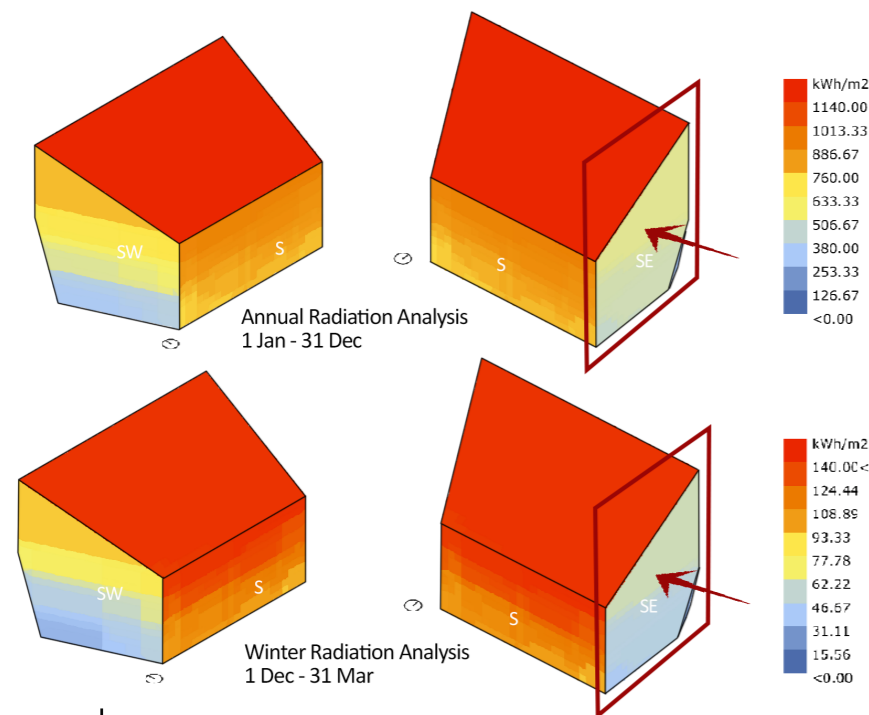 kWh/m2
1140.00
1013.33
886.67
760.00
633.33
506.67
380.00
253.33
126.67
<0.00
SW
S
S
SE
Annual Radiation Analysis
1 Jan - 31 Dec
kWh/m2
140.00<
124.44
108.89
93.33
77.78
62.22
46.67
31.11
15.56
<0.00
SW
S
S
SE
Winter Radiation Analysis
1 Dec - 31 Mar